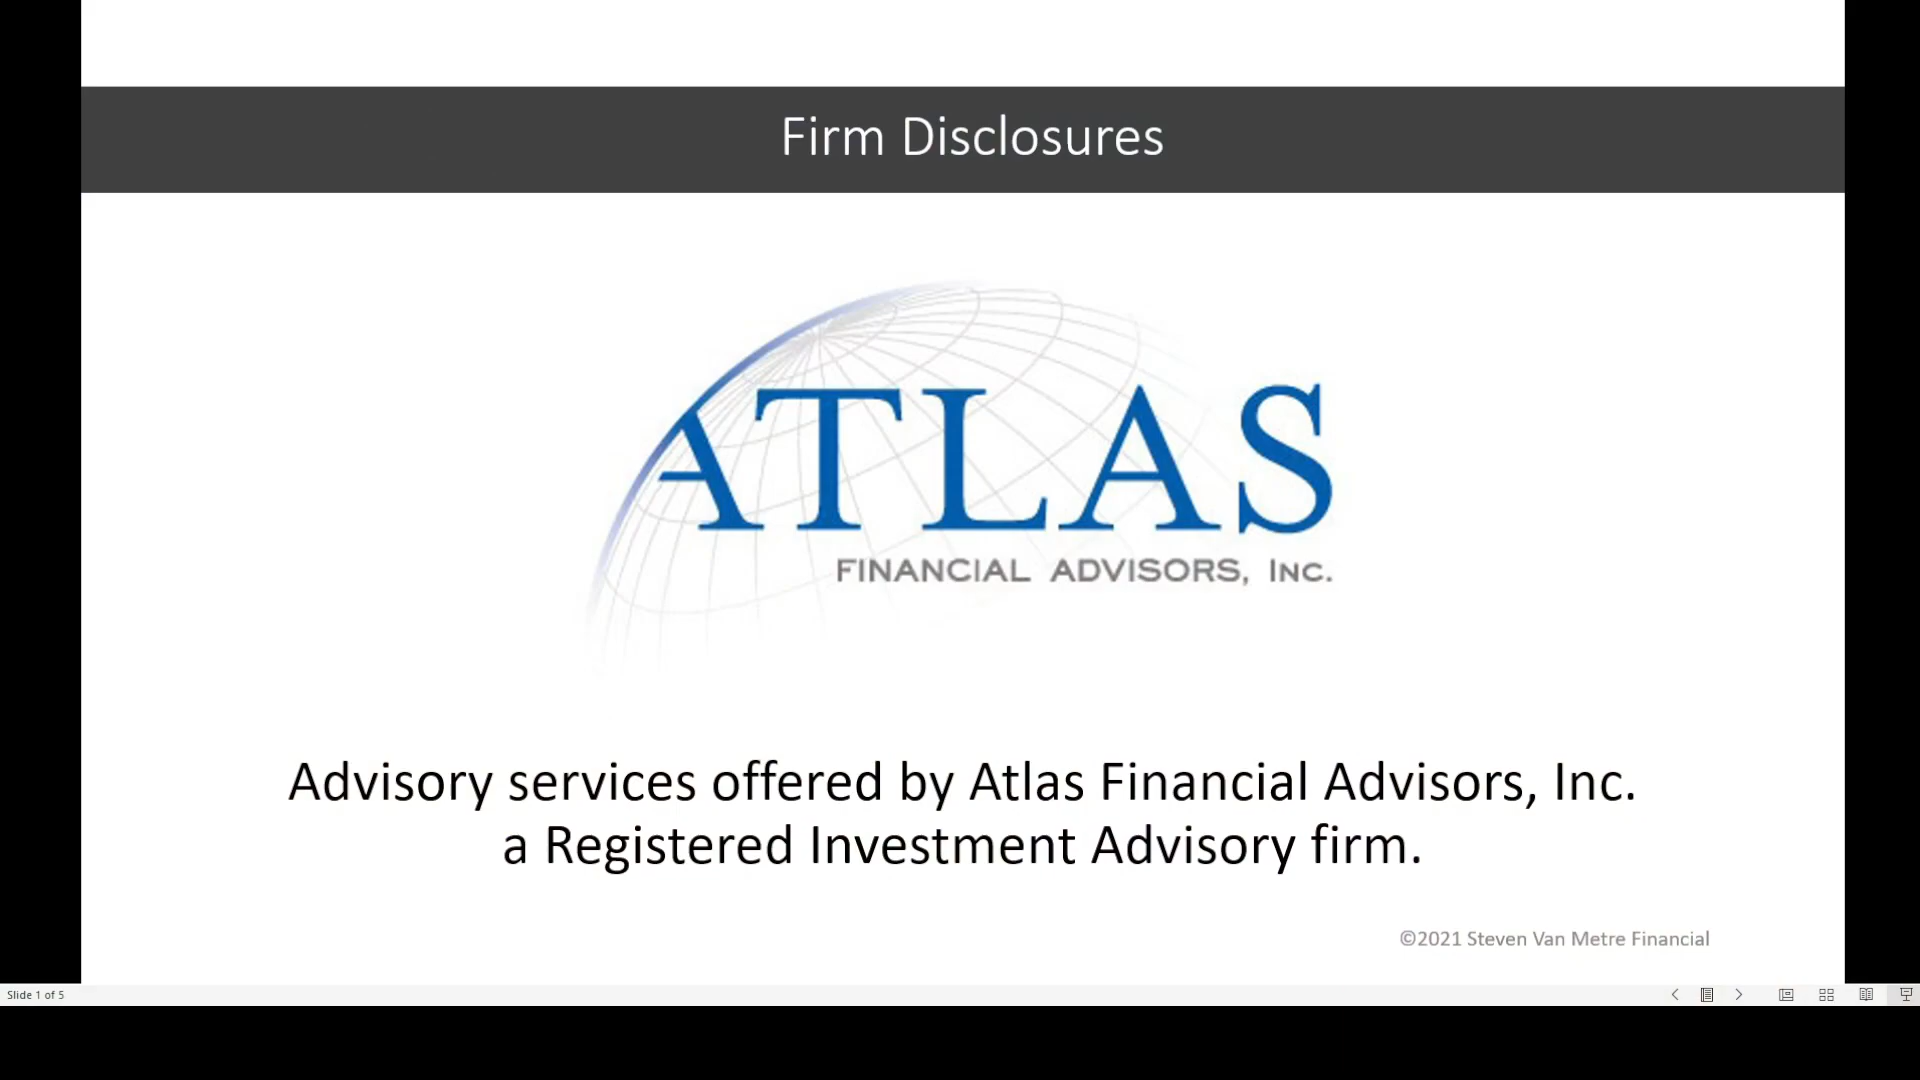 Firm Disclosures
ATLAS
FINANCIAL ADVISORS, INC.
Advisory services offered by Atlas Financial Advisors, Inc.
a Registered Investment Advisory firm.
©2021 Steven Van Metre Financial
Slide 1 of 5